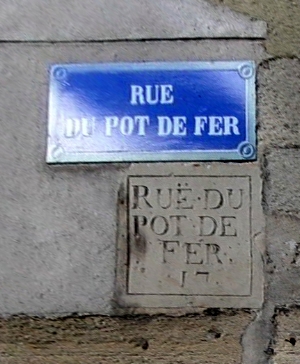 RUE
DU POT DE FER
RUË·DU
POT·DE
FER·
17